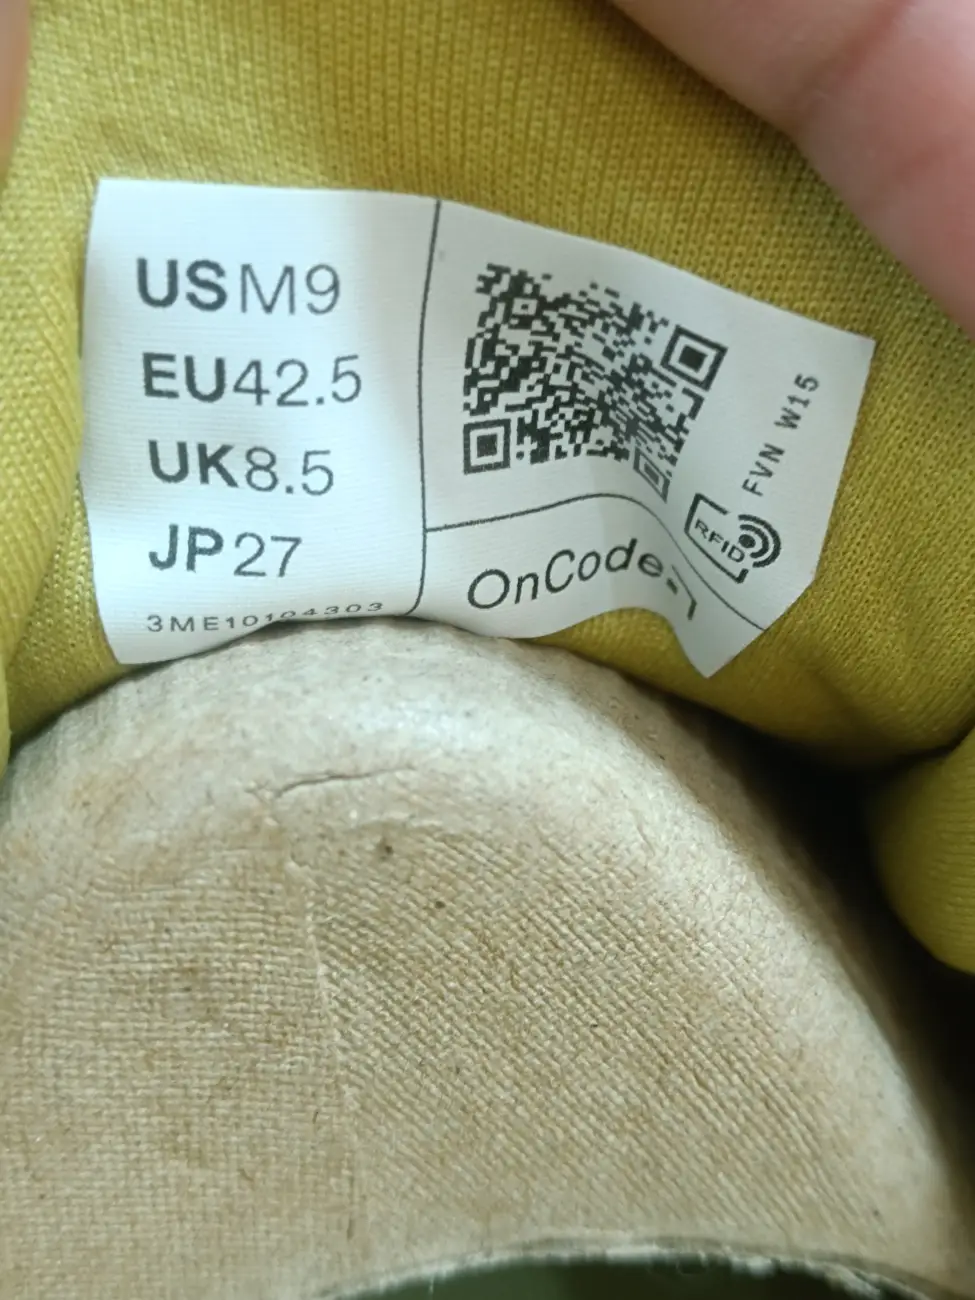 USM9
EU42.5
UK8.5
JP27
3ME10104303
FVN W15
RFID
OnCode